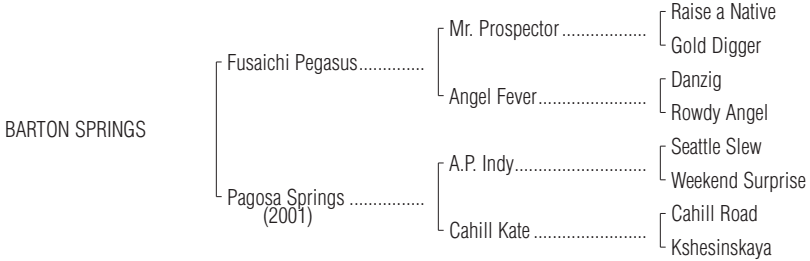 Raise a Native
Mr. Prospector...................
Gold Digger
Fusaichi Pegasus..............
Danzig
Angel Fever........................
Rowdy Angel
BARTON SPRINGS
Seattle Slew
A.P. Indy.............................
Weekend Surprise
Pagosa Springs ................
(2001)
Cahill Road
Cahill Kate .........................
Kshesinskaya